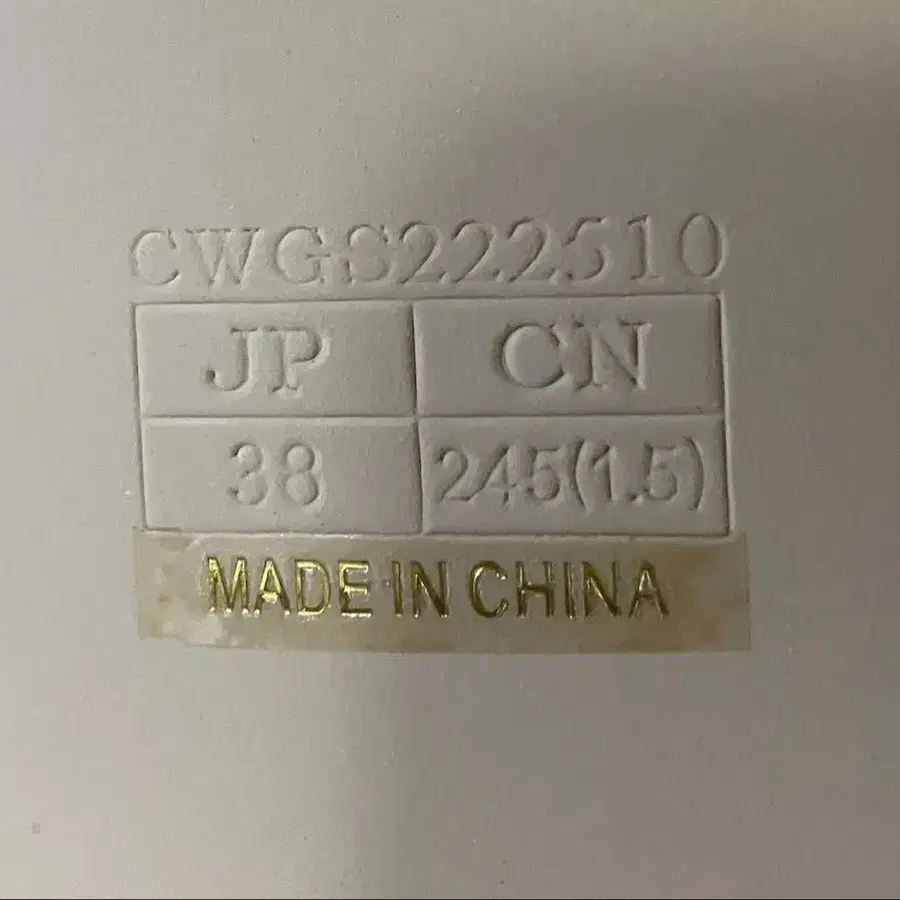 CWGS222510
JP CN
38 245(1.5)
MADE IN CHINA